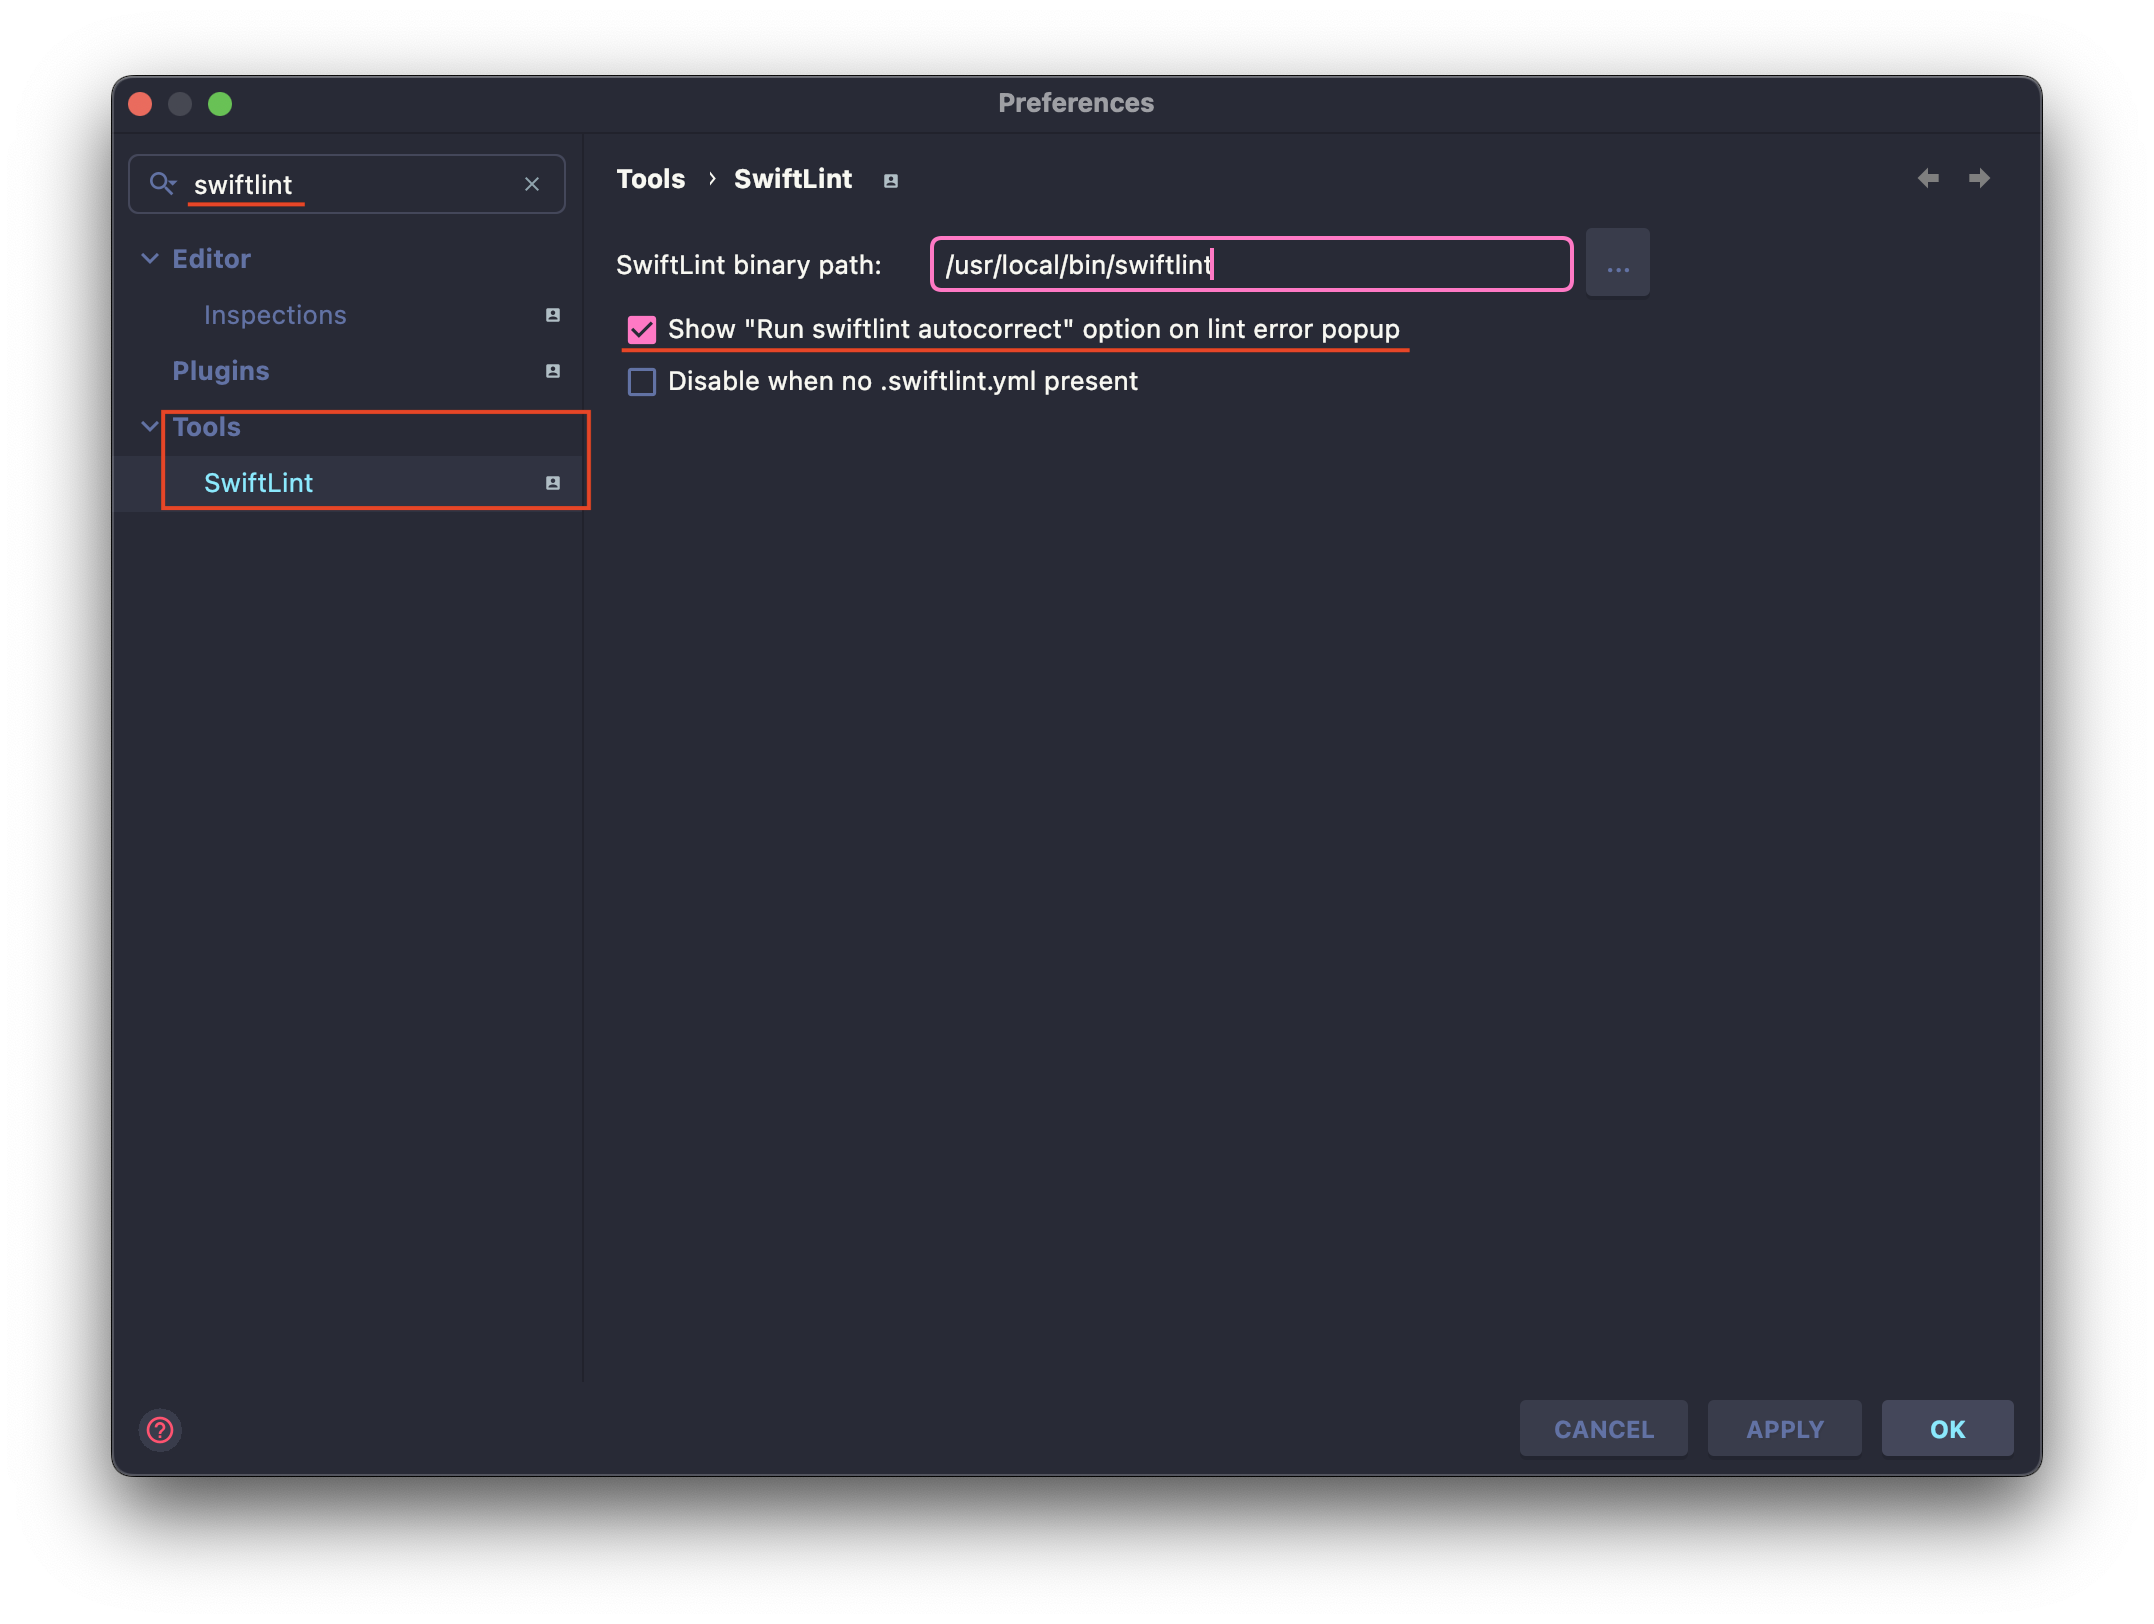 Preferences
swiftlint
Editor
Inspections
Plugins
Tools
SwiftLint
Tools › SwiftLint
SwiftLint binary path: /usr/local/bin/swiftlint ...
Show "Run swiftlint autocorrect" option on lint error popup
Disable when no .swiftlint.yml present
?
CANCEL APPLY OK